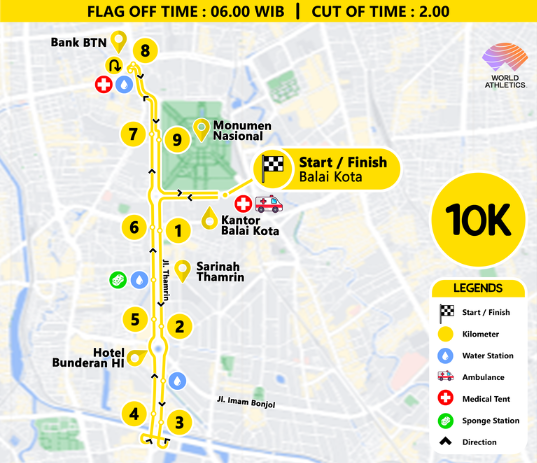 FLAG OFF TIME : 06.00 WIB | CUT OF TIME : 2.00
Bank BTN
8
WORLD
ATHLETICS.
7
9
Monumen
Nasional
Start / Finish
Balai Kota
Kantor
Balai Kota
6
1
10K
Jl. Thamrin
Sarinah
Thamrin
LEGENDS
Start / Finish
Kilometer
Water Station
Ambulance
Medical Tent
Sponge Station
Direction
5
2
Hotel
Bunderan HI
Jl. Imam Bonjol
4
3